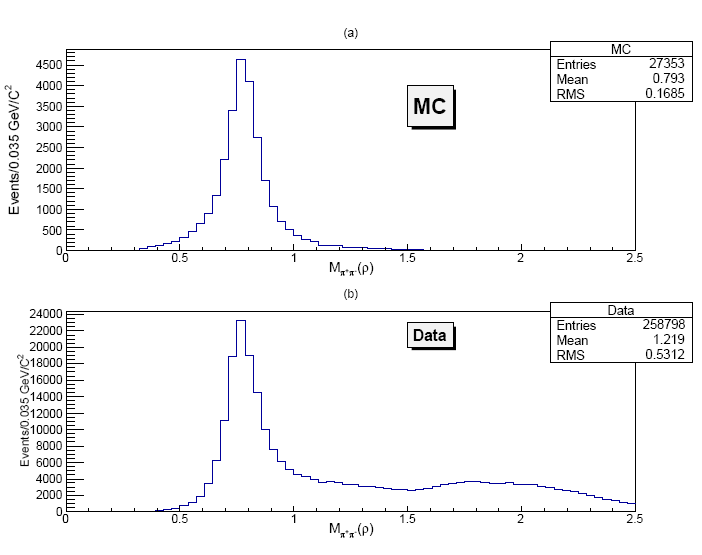 (a)
MC
Entries 27353
Mean 0.793
RMS 0.1685
MC
Events/0.035 GeV/C²
4500
4000
3500
3000
2500
2000
1500
1000
500
0
0 0.5 1 1.5 2 2.5
M_π⁺π⁻(ρ)
(b)
Data
Entries 258798
Mean 1.219
RMS 0.5312
Data
Events/0.035 GeV/C²
24000
22000
20000
18000
16000
14000
12000
10000
8000
6000
4000
2000
0
0 0.5 1 1.5 2 2.5
M_π⁺π⁻(ρ)